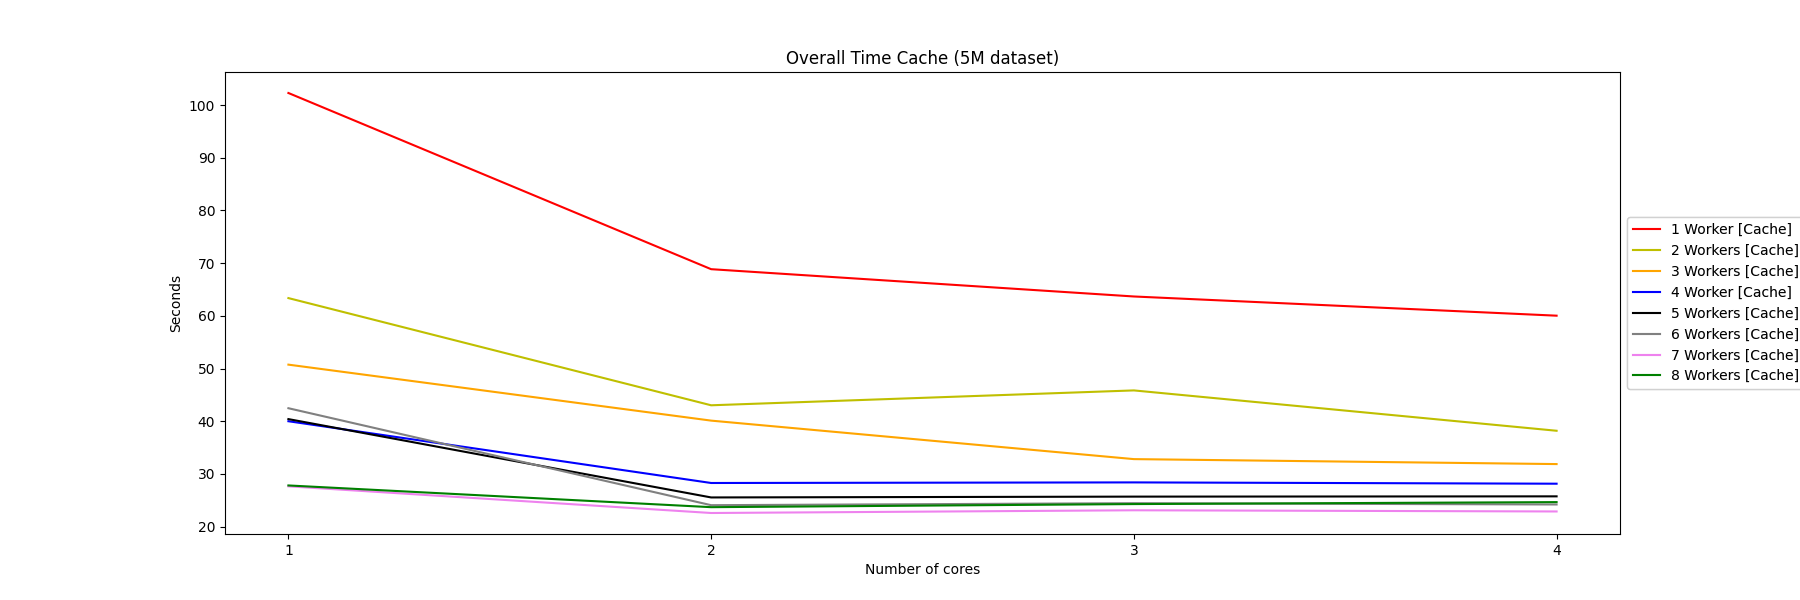 Overall Time Cache (5M dataset)
100
90
80
70
60
50
40
30
20
Seconds
1 2 3 4
Number of cores
1 Worker [Cache]
2 Workers [Cache]
3 Workers [Cache]
4 Worker [Cache]
5 Workers [Cache]
6 Workers [Cache]
7 Workers [Cache]
8 Workers [Cache]